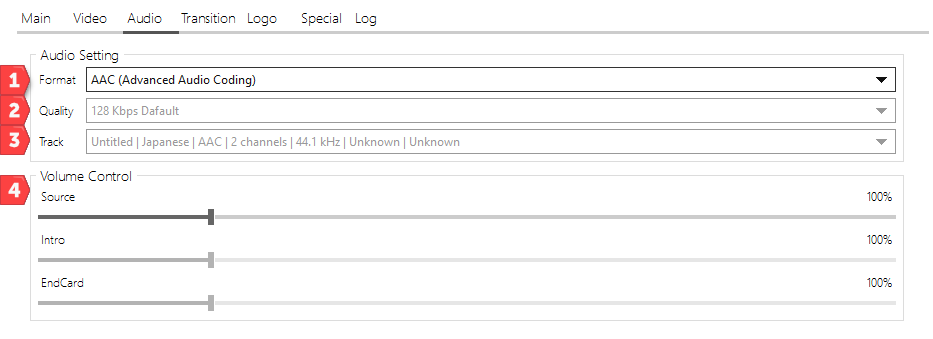 Main Video Audio Transition Logo Special Log
Audio Setting
1 Format AAC (Advanced Audio Coding)
2 Quality 128 Kbps Dafault
3 Track Untitled | Japanese | AAC | 2 channels | 44.1 kHz | Unknown | Unknown
Volume Control
4
Source 100%
Intro 100%
EndCard 100%